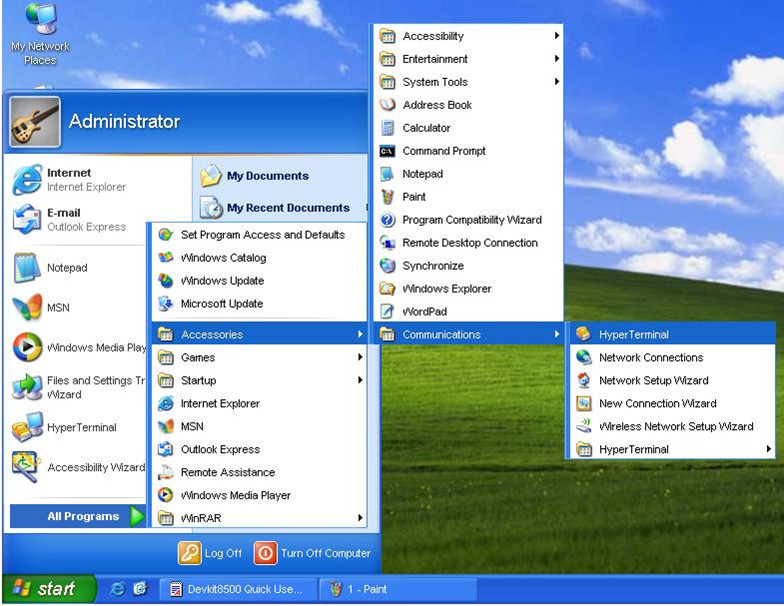 My Network
Places
Administrator
Internet
Internet Explorer
E-mail
Outlook Express
Notepad
MSN
Windows Media Play
Files and Settings Tr
Wizard
HyperTerminal
Accessibility Wizard
All Programs
My Documents
My Recent Documents
Set Program Access and Defaults
Windows Catalog
Windows Update
Microsoft Update
Accessories
Games
Startup
Internet Explorer
MSN
Outlook Express
Remote Assistance
Windows Media Player
WinRAR
Accessibility
Entertainment
System Tools
Address Book
Calculator
Command Prompt
Notepad
Paint
Program Compatibility Wizard
Remote Desktop Connection
Synchronize
Windows Explorer
WordPad
Communications
HyperTerminal
Network Connections
Network Setup Wizard
New Connection Wizard
Wireless Network Setup Wizard
HyperTerminal
Log Off
Turn Off Computer
start
Devkit8500 Quick Use...
1 - Paint